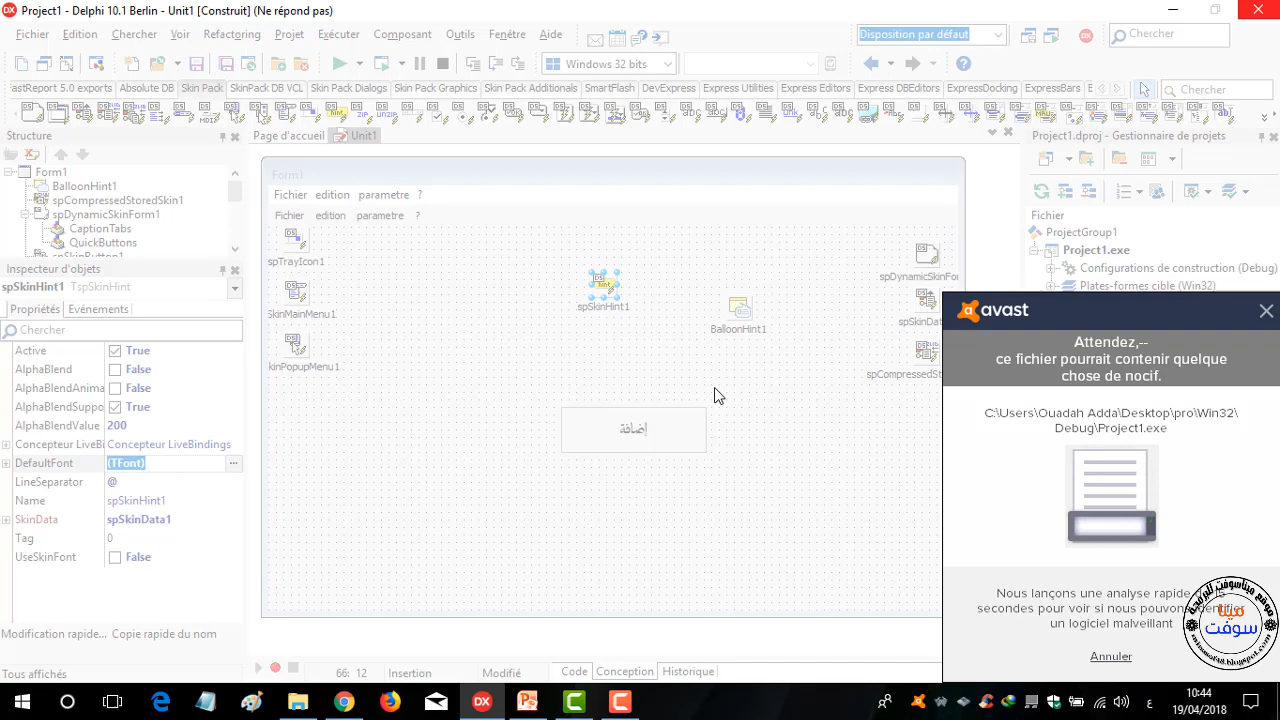 Project1 - Delphi 10.1 Berlin - Unit1 [Construit] (Ne répond pas)
Fichier Edition Chercher Voir Refactoring Projet Exécuter Composant Outils Fenêtre Aide
Disposition par défaut
Chercher
Windows 32 bits
astReport 5.0 exports Absolute DB Skin Pack SkinPack DB VCL Skin Pack Dialogs Skin Pack Graphics Skin Pack Additionals SmartFlash DevExpress Express Utilities Express Editors Express DBEditors ExpressDocking ExpressBars E
Chercher
Structure
Page d'accueil Unit1
Project1.dproj - Gestionnaire de projets
Form1
BalloonHint1
spCompressedStoredSkin1
spDynamicSkinForm1
CaptionTabs
QuickButtons
spSkinButton1
Inspecteur d'objets
spSkinHint1 TspSkinHint
Propriétés Evénements
Chercher
Active True
AlphaBlend False
AlphaBlendAnima False
AlphaBlendSuppo True
AlphaBlendValue 200
Concepteur LiveBi Concepteur LiveBindings
DefaultFont (TFont)
LineSeparator @
Name spSkinHint1
SkinData spSkinData1
Tag 0
UseSkinFont False
Modification rapide... Copie rapide du nom
Tous affichés
Form1
Fichier edition parametre ?
Fichier edition parametre ?
spTrayIcon1
SkinMainMenu1
kinPopupMenu1
spSkinHint1
BalloonHint1
spDynamicSkinFor
spSkinDat
spCompressedSt
إضافة
66: 12 Insertion Modifié Code Conception Historique
Fichier
ProjectGroup1
Project1.exe
Configurations de construction (Debug)
Plates-formes cible (Win32)
avast
Attendez,--
ce fichier pourrait contenir quelque
chose de nocif.
C:\Users\Ouadah Adda\Desktop\pro\Win32\
Debug\Project1.exe
Nous lançons une analyse rapide
secondes pour voir si nous pouvons
un logiciel malveillant
Annuler
مينا
سوفت
10:44
19/04/2018